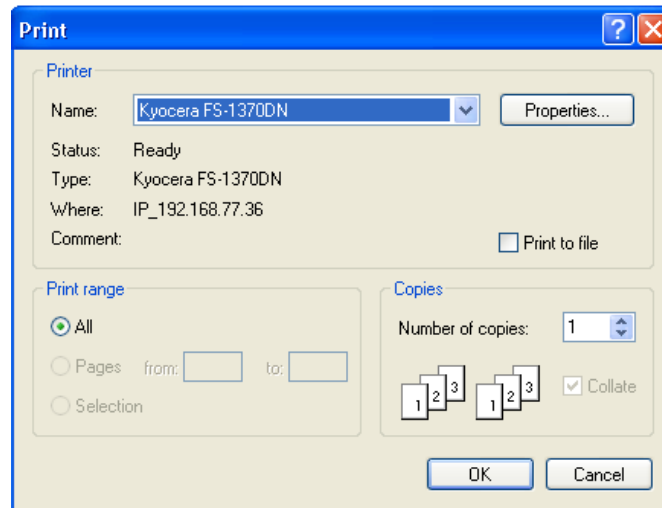 Print
Printer
Name: Kyocera FS-1370DN Properties...
Status: Ready
Type: Kyocera FS-1370DN
Where: IP_192.168.77.36
Comment: Print to file
Print range
All
Pages from: to:
Selection
Copies
Number of copies: 1
1 2 3 1 2 3 Collate
OK Cancel